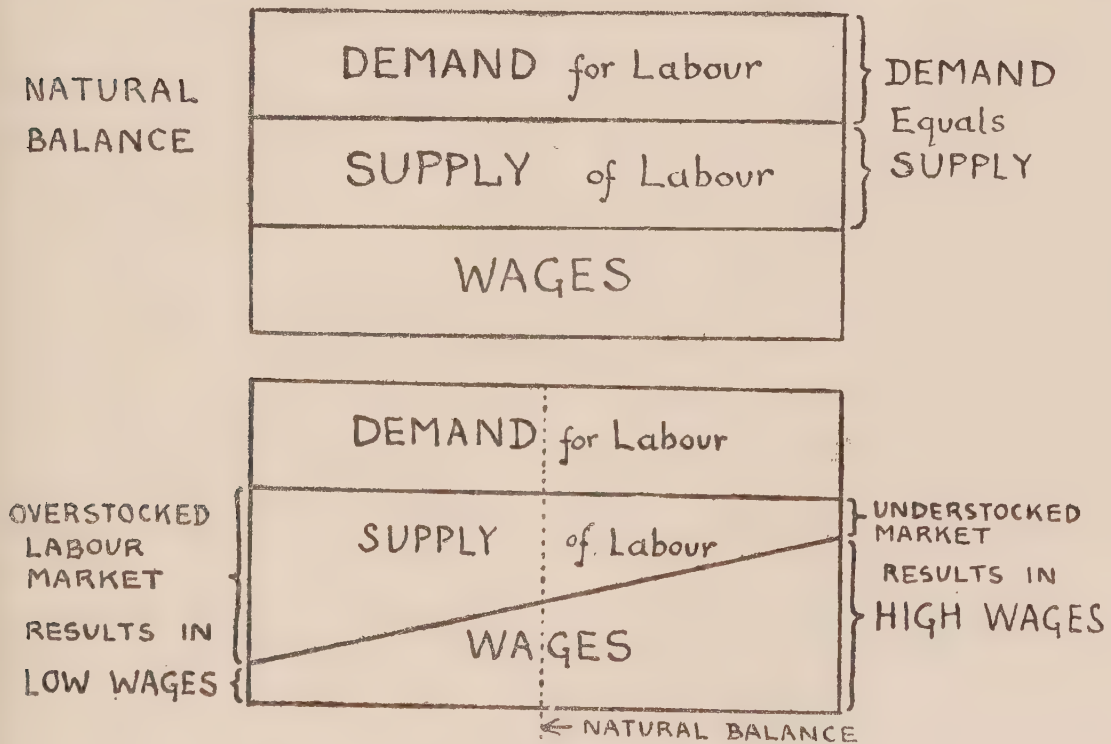 NATURAL
BALANCE
DEMAND for Labour
SUPPLY of Labour
WAGES
DEMAND
Equals
SUPPLY
DEMAND for Labour
OVERSTOCKED
LABOUR
MARKET
RESULTS IN
LOW WAGES
SUPPLY of Labour
WAGES
UNDERSTOCKED
MARKET
RESULTS IN
HIGH WAGES
← NATURAL BALANCE